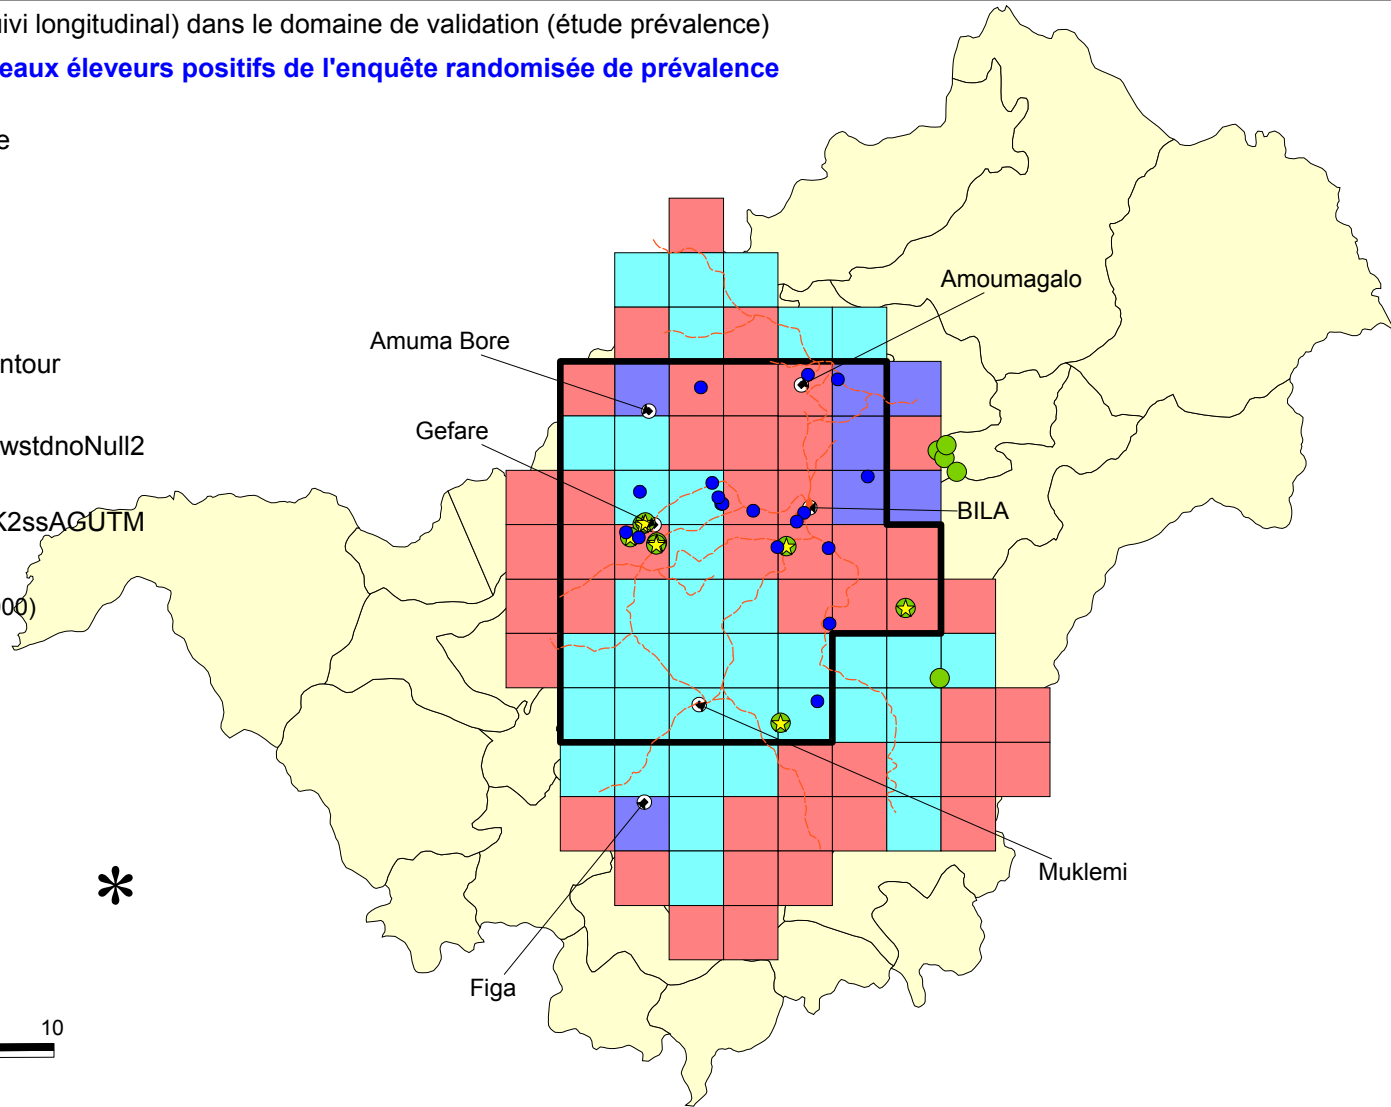 uivi longitudinal) dans le domaine de validation (étude prévalence)
eaux éleveurs positifs de l'enquête randomisée de prévalence
e
Amoumagalo
Amuma Bore
ntour
Gefare
wstdnoNull2
BILA
K2ssAGUTM
00)
Muklemi
*
Figa
10